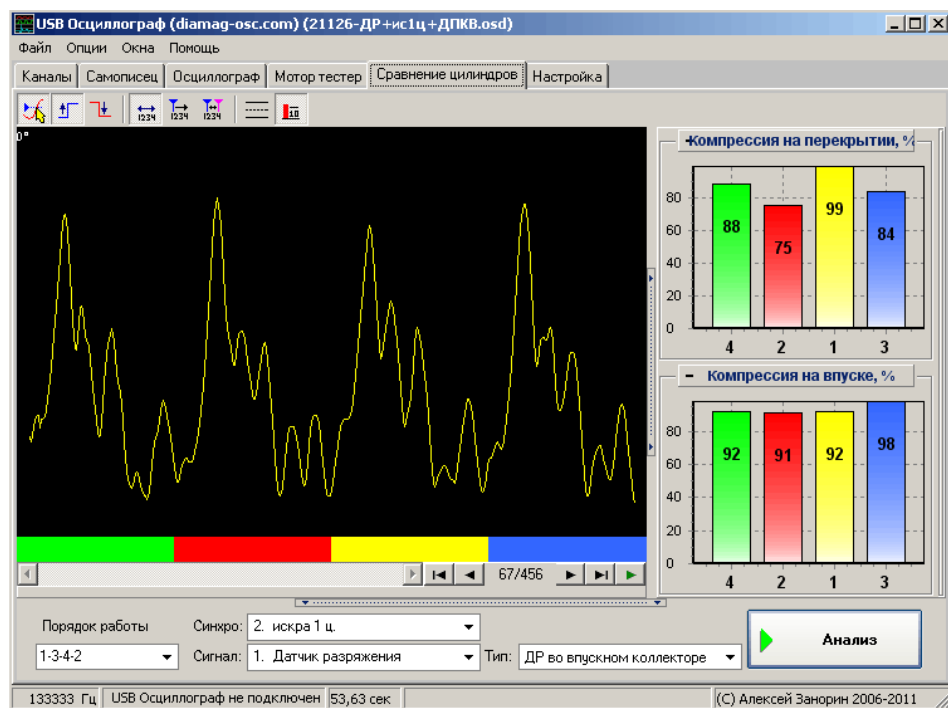 USB Осциллограф (diamag-osc.com) (21126-ДР+ис1ц+ДПКВ.osd)
Файл Опции Окна Помощь
Каналы Самописец Осциллограф Мотор тестер Сравнение цилиндров Настройка
1234 1234 1234 10
0°
Компрессия на перекрытии, %
80
60
40
20
0
88 75 99 84
4 2 1 3
- Компрессия на впуске, %
80
60
40
20
0
92 91 92 98
4 2 1 3
67/456
Порядок работы
1-3-4-2
Синхро: 2. искра 1 ц.
Сигнал: 1. Датчик разряжения
Тип: ДР во впускном коллекторе
Анализ
133333 Гц USB Осциллограф не подключен 53,63 сек (C) Алексей Занорин 2006-2011